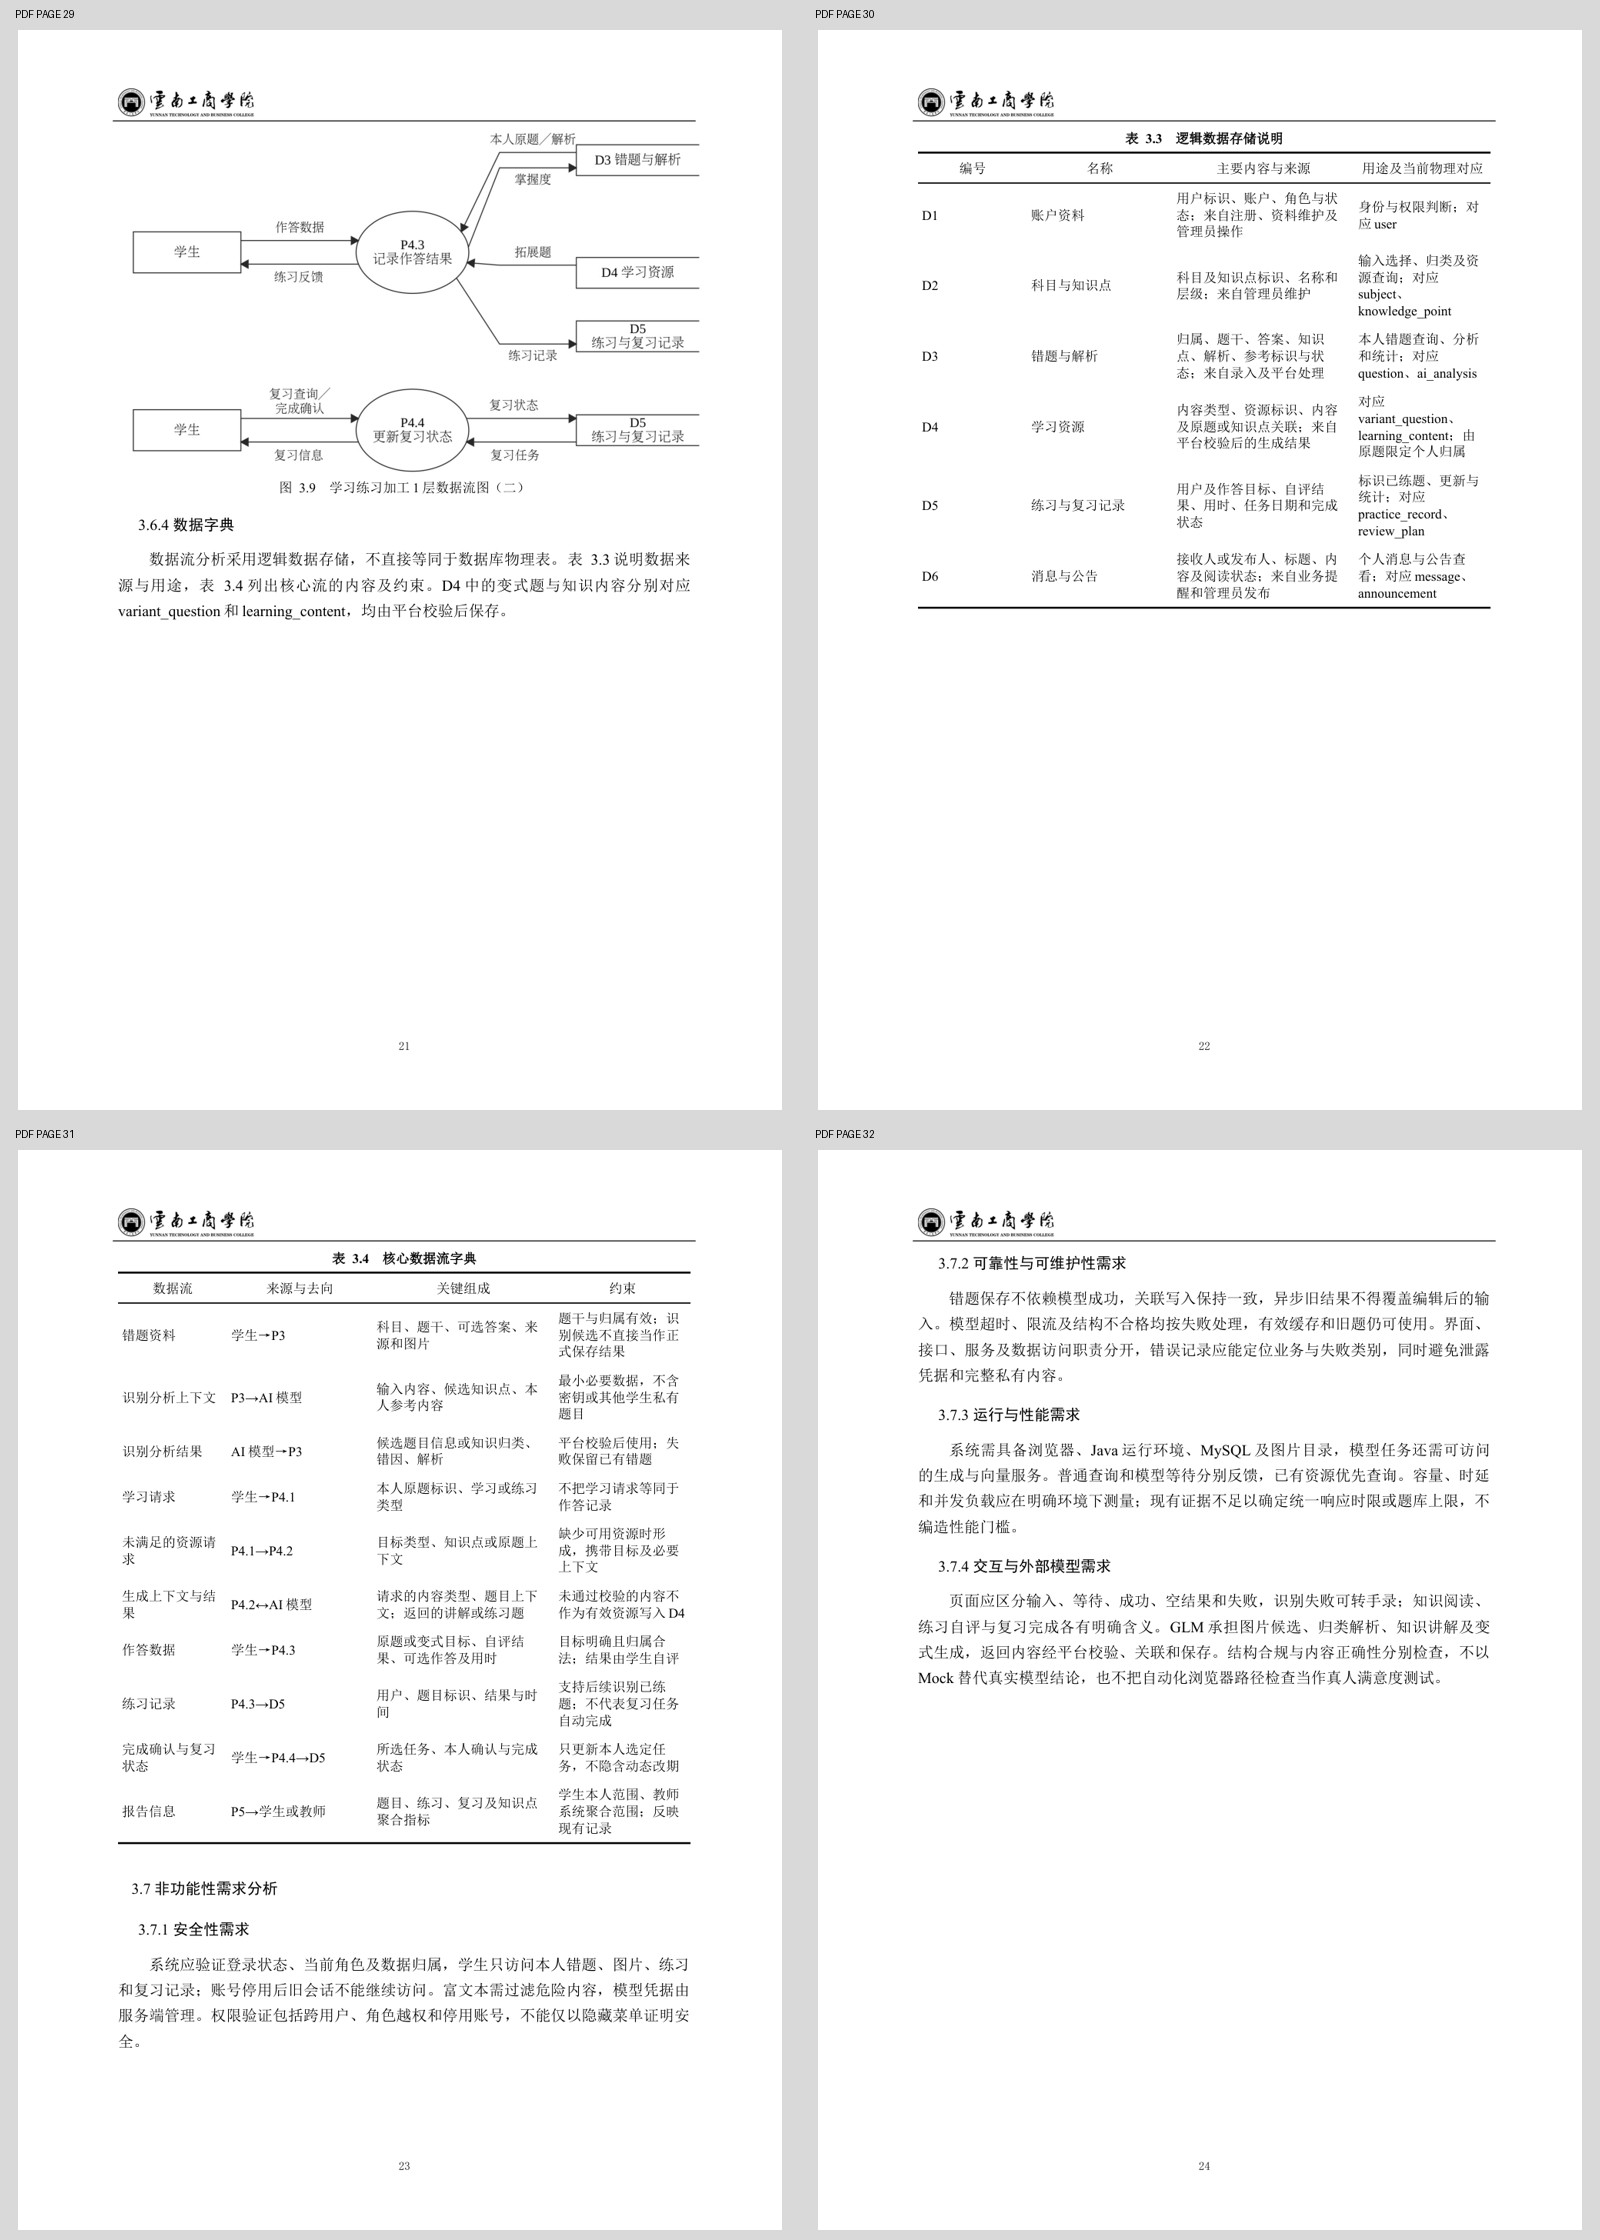 PDF PAGE 29
雲南工商學院
YUNNAN TECHNOLOGY AND BUSINESS COLLEGE
本人原题／解析
D3 错题与解析
掌握度
学生
作答数据
练习反馈
P4.3
记录作答结果
拓展题
D4 学习资源
D5
练习与复习记录
练习记录
学生
复习查询／
完成确认
复习信息
P4.4
更新复习状态
复习状态
复习任务
D5
练习与复习记录
图 3.9 学习练习加工 1 层数据流图（二）
3.6.4 数据字典
数据流分析采用逻辑数据存储，不直接等同于数据库物理表。表 3.3 说明数据来
源与用途，表 3.4 列出核心流的内容及约束。D4 中的变式题与知识内容分别对应
variant_question 和 learning_content，均由平台校验后保存。
21
PDF PAGE 30
雲南工商學院
YUNNAN TECHNOLOGY AND BUSINESS COLLEGE
表 3.3 逻辑数据存储说明
编号 名称 主要内容与来源 用途及当前物理对应
D1
账户资料
用户标识、账户、角色与状
态；来自注册、资料维护及
管理员操作
身份与权限判断；对
应 user
D2
科目与知识点
科目及知识点标识、名称和
层级；来自管理员维护
输入选择、归类及资
源查询；对应
subject、
knowledge_point
D3
错题与解析
归属、题干、答案、知识
点、解析、参考标识与状
态；来自录入及平台处理
本人错题查询、分析
和统计；对应
question、ai_analysis
D4
学习资源
内容类型、资源标识、内容
及原题或知识点关联；来自
平台校验后的生成结果
对应
variant_question、
learning_content；由
原题限定个人归属
D5
练习与复习记录
用户及作答目标、自评结
果、用时、任务日期和完成
状态
标识已练题、更新与
统计；对应
practice_record、
review_plan
D6
消息与公告
接收人或发布人、标题、内
容及阅读状态；来自业务提
醒和管理员发布
个人消息与公告查
看；对应 message、
announcement
22
PDF PAGE 31
雲南工商學院
YUNNAN TECHNOLOGY AND BUSINESS COLLEGE
表 3.4 核心数据流字典
数据流 来源与去向 关键组成 约束
错题资料
学生→P3
科目、题干、可选答案、来
源和图片
题干与归属有效；识
别候选不直接当作正
式保存结果
识别分析上下文
P3→AI 模型
输入内容、候选知识点、本
人参考内容
最小必要数据，不含
密钥或其他学生私有
题目
识别分析结果
AI 模型→P3
候选题目信息或知识归类、
错因、解析
平台校验后使用；失
败保留已有错题
学习请求
学生→P4.1
本人原题标识、学习或练习
类型
不把学习请求等同于
作答记录
未满足的资源请
求
P4.1→P4.2
目标类型、知识点或原题上
下文
缺少可用资源时形
成，携带目标及必要
上下文
生成上下文与结
果
P4.2↔AI 模型
请求的内容类型、题目上下
文；返回的讲解或练习题
未通过校验的内容不
作为有效资源写入 D4
作答数据
学生→P4.3
原题或变式目标、自评结
果、可选作答及用时
目标明确且归属合
法；结果由学生自评
练习记录
P4.3→D5
用户、题目标识、结果与时
间
支持后续识别已练
题；不代表复习任务
自动完成
完成确认与复习
状态
学生→P4.4→D5
所选任务、本人确认与完成
状态
只更新本人选定任
务，不隐含动态改期
报告信息
P5→学生或教师
题目、练习、复习及知识点
聚合指标
学生本人范围、教师
系统聚合范围；反映
现有记录
3.7 非功能性需求分析
3.7.1 安全性需求
系统应验证登录状态、当前角色及数据归属，学生只访问本人错题、图片、练习
和复习记录；账号停用后旧会话不能继续访问。富文本需过滤危险内容，模型凭据由
服务端管理。权限验证包括跨用户、角色越权和停用账号，不能仅以隐藏菜单证明安
全。
23
PDF PAGE 32
雲南工商學院
YUNNAN TECHNOLOGY AND BUSINESS COLLEGE
3.7.2 可靠性与可维护性需求
错题保存不依赖模型成功，关联写入保持一致，异步旧结果不得覆盖编辑后的输
入。模型超时、限流及结构不合格均按失败处理，有效缓存和旧题仍可使用。界面、
接口、服务及数据访问职责分开，错误记录应能定位业务与失败类别，同时避免泄露
凭据和完整私有内容。
3.7.3 运行与性能需求
系统需具备浏览器、Java 运行环境、MySQL 及图片目录，模型任务还需可访问
的生成与向量服务。普通查询和模型等待分别反馈，已有资源优先查询。容量、时延
和并发负载应在明确环境下测量；现有证据不足以确定统一响应时限或题库上限，不
编造性能门槛。
3.7.4 交互与外部模型需求
页面应区分输入、等待、成功、空结果和失败，识别失败可转手录；知识阅读、
练习自评与复习完成各有明确含义。GLM 承担图片候选、归类解析、知识讲解及变
式生成，返回内容经平台校验、关联和保存。结构合规与内容正确性分别检查，不以
Mock 替代真实模型结论，也不把自动化浏览器路径检查当作真人满意度测试。
24